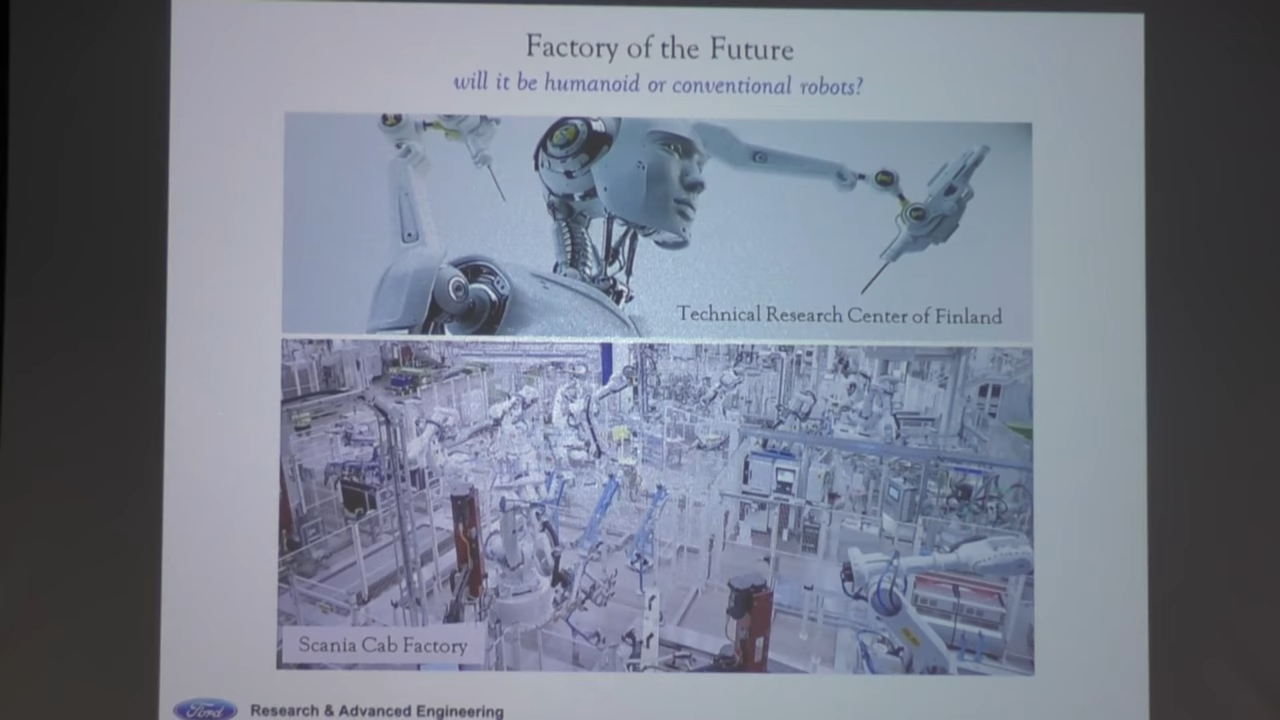 Factory of the Future
will it be humanoid or conventional robots?
Technical Research Center of Finland
Scania Cab Factory
Ford
Research & Advanced Engineering